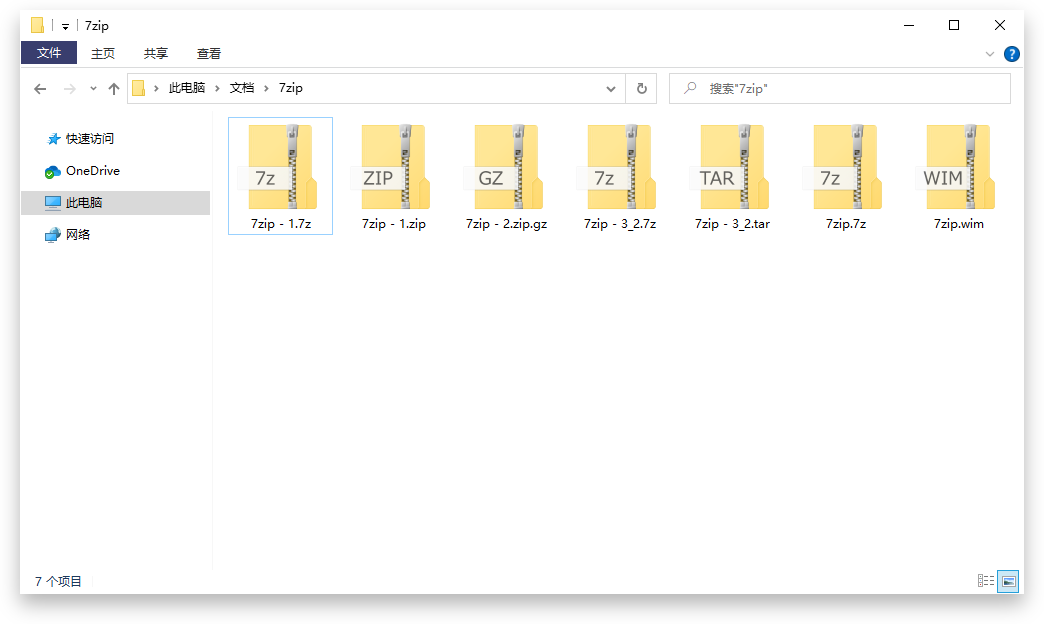 7zip
文件 主页 共享 查看
此电脑 文档 7zip 搜索"7zip"
快速访问
OneDrive
此电脑
网络
7z ZIP GZ 7z TAR 7z WIM
7zip - 1.7z 7zip - 1.zip 7zip - 2.zip.gz 7zip - 3_2.7z 7zip - 3_2.tar 7zip.7z 7zip.wim
7 个项目